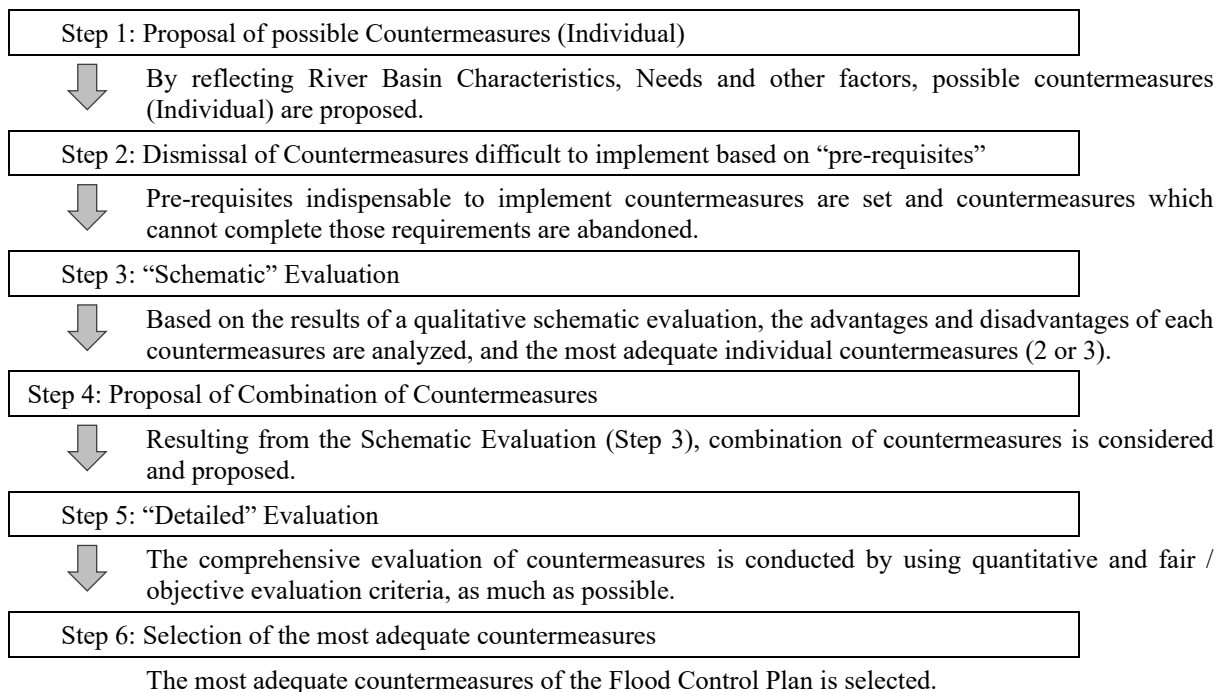 Step 1: Proposal of possible Countermeasures (Individual)
By reflecting River Basin Characteristics, Needs and other factors, possible countermeasures
(Individual) are proposed.
Step 2: Dismissal of Countermeasures difficult to implement based on “pre-requisites”
Pre-requisites indispensable to implement countermeasures are set and countermeasures which
cannot complete those requirements are abandoned.
Step 3: “Schematic” Evaluation
Based on the results of a qualitative schematic evaluation, the advantages and disadvantages of each
countermeasures are analyzed, and the most adequate individual countermeasures (2 or 3).
Step 4: Proposal of Combination of Countermeasures
Resulting from the Schematic Evaluation (Step 3), combination of countermeasures is considered
and proposed.
Step 5: “Detailed” Evaluation
The comprehensive evaluation of countermeasures is conducted by using quantitative and fair /
objective evaluation criteria, as much as possible.
Step 6: Selection of the most adequate countermeasures
The most adequate countermeasures of the Flood Control Plan is selected.